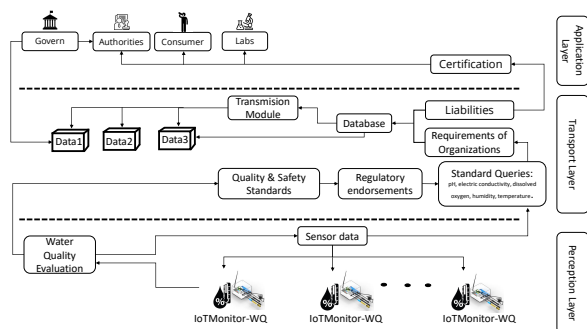 Govern
Authorities
Consumer
Labs
Certification
Application
Layer
Transmision
Module
Database
Liabilities
Requirements of
Organizations
Data1
Data2
Data3
Quality & Safety
Standards
Regulatory
endorsements
Standard Queries:
pH, electric conductivity, dissolved
oxygen, humidity, temperature.
Transport Layer
Water
Quality
Evaluation
Sensor data
%
%
%
IoTMonitor-WQ
IoTMonitor-WQ
IoTMonitor-WQ
Perception Layer